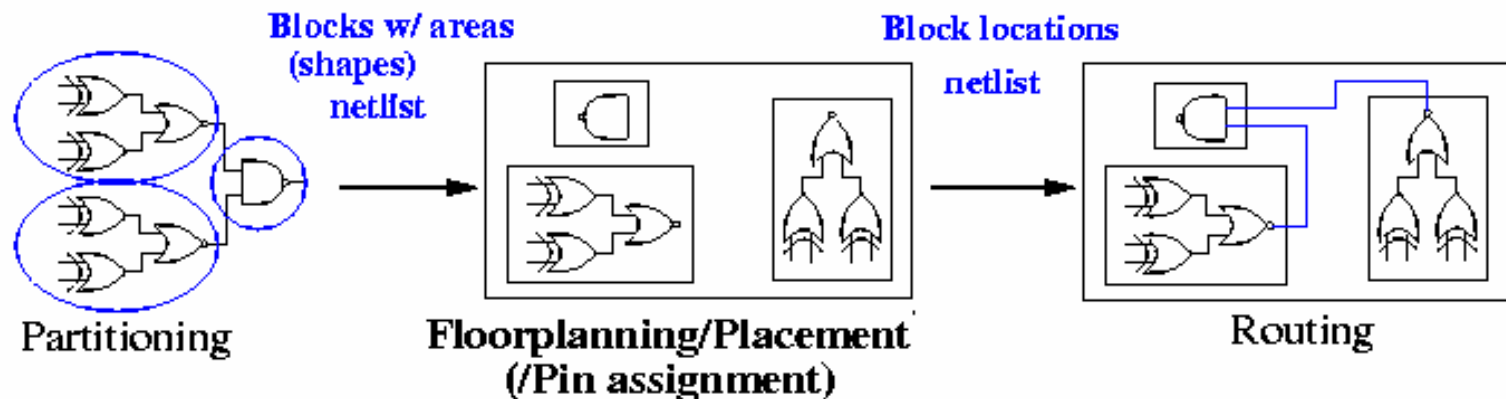 Blocks w/ areas
(shapes)
netlist
Block locations
netlist
Partitioning
Floorplanning/Placement
(/Pin assignment)
Routing